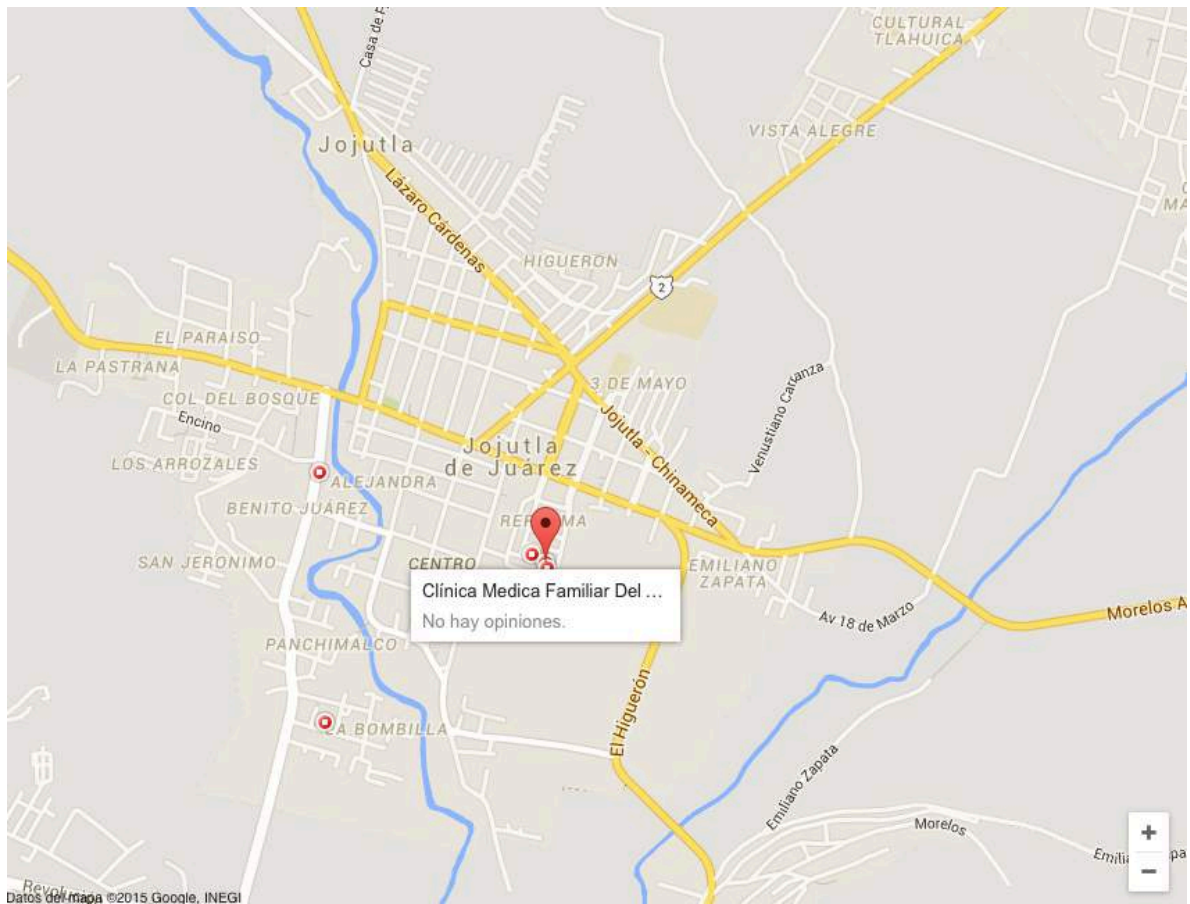 Casa de
CULTURAL
TLAHUICA
VISTA ALEGRE
Jojutla
Lázaro Cárdenas
HIGUERON
2
EL PARAISO
LA PASTRANA
COL DEL BOSQUE
3 DE MAYO
Venustiano Carranza
Encino
Jojutla - Chinameca
Jojutla
de Juárez
LOS ARROZALES
ALEJANDRA
BENITO JUÁREZ
SAN JERONIMO
CENTRO
EMILIANO
ZAPATA
Clínica Medica Familiar Del ...
No hay opiniones.
Av 18 de Marzo
Morelos A
PANCHIMALCO
El Higuerón
LA BOMBILLA
Emiliano Zapata
Morelos
+
−
Revolución
Datos del mapa ©2015 Google, INEGI